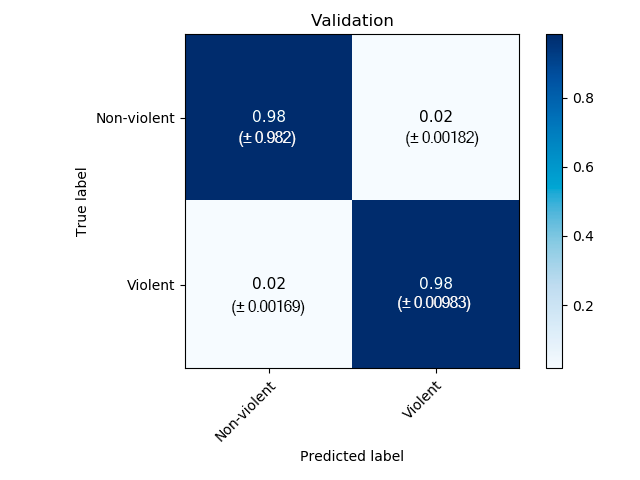 Validation
Non-violent
0.98
(± 0.982)
0.02
(± 0.00182)
Violent
0.02
(± 0.00169)
0.98
(± 0.00983)
True label
Non-violent
Violent
Predicted label
0.8
0.6
0.4
0.2